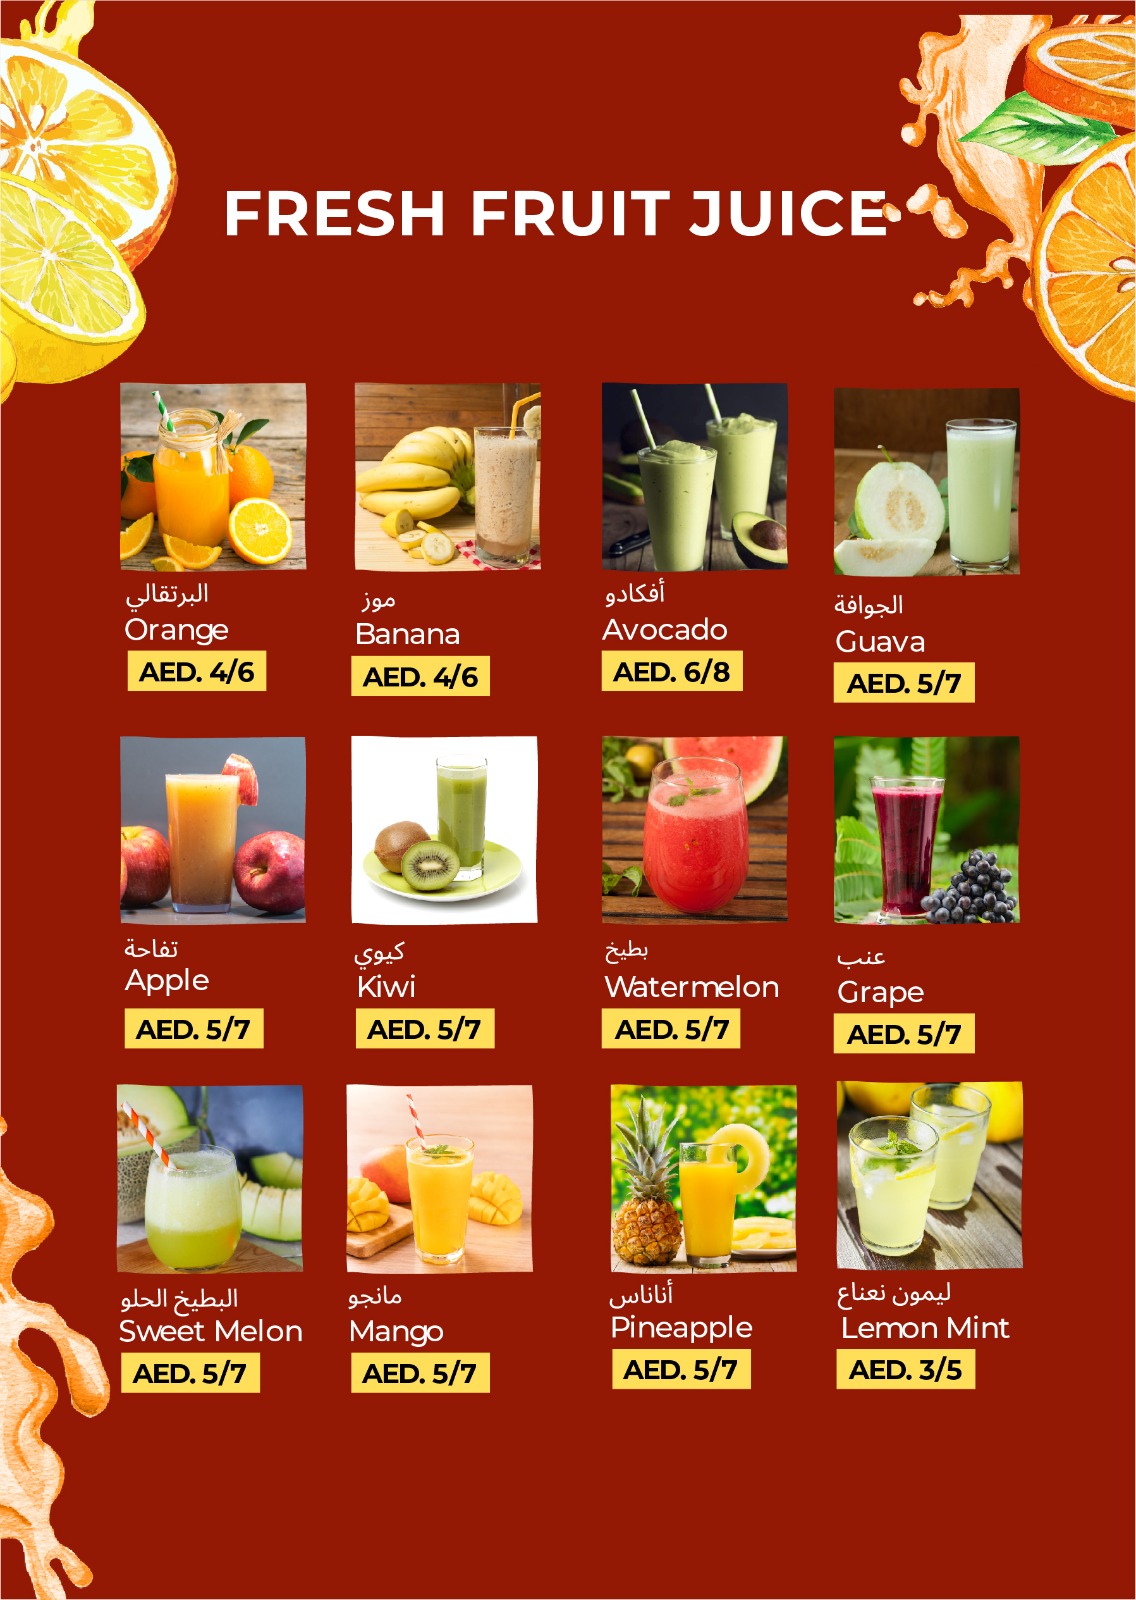 FRESH FRUIT JUICE
البرتقالي
Orange
AED. 4/6
موز
Banana
AED. 4/6
أفكادو
Avocado
AED. 6/8
الجوافة
Guava
AED. 5/7
تفاحة
Apple
AED. 5/7
كيوي
Kiwi
AED. 5/7
بطيخ
Watermelon
AED. 5/7
عنب
Grape
AED. 5/7
البطيخ الحلو
Sweet Melon
AED. 5/7
مانجو
Mango
AED. 5/7
أناناس
Pineapple
AED. 5/7
ليمون نعناع
Lemon Mint
AED. 3/5